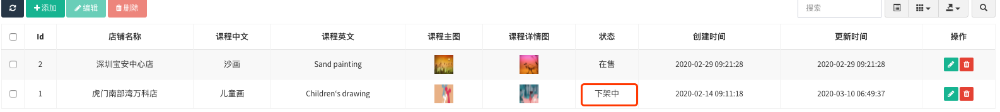 添加 编辑 删除 搜索
Id 店铺名称 课程中文 课程英文 课程主图 课程详情图 状态 创建时间 更新时间 操作
2 深圳宝安中心店 沙画 Sand painting 在售 2020-02-29 09:21:28 2020-02-29 09:21:28
1 虎门南部湾万科店 儿童画 Children's drawing 下架中 2020-02-14 09:11:18 2020-03-10 06:49:37